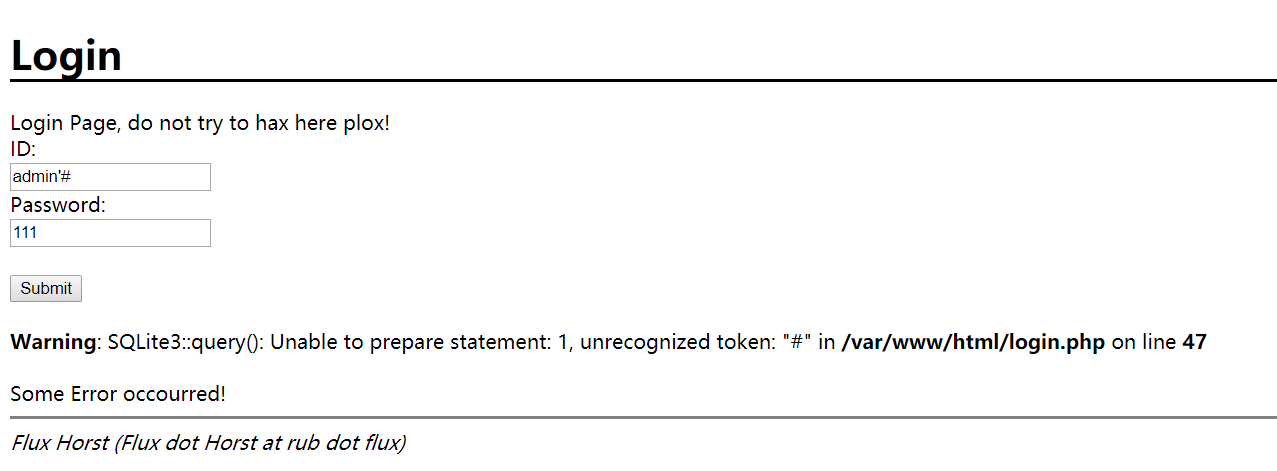 Login
Login Page, do not try to hax here plox!
ID:
admin'#
Password:
111
Submit
Warning: SQLite3::query(): Unable to prepare statement: 1, unrecognized token: "#" in /var/www/html/login.php on line 47
Some Error occourred!
Flux Horst (Flux dot Horst at rub dot flux)